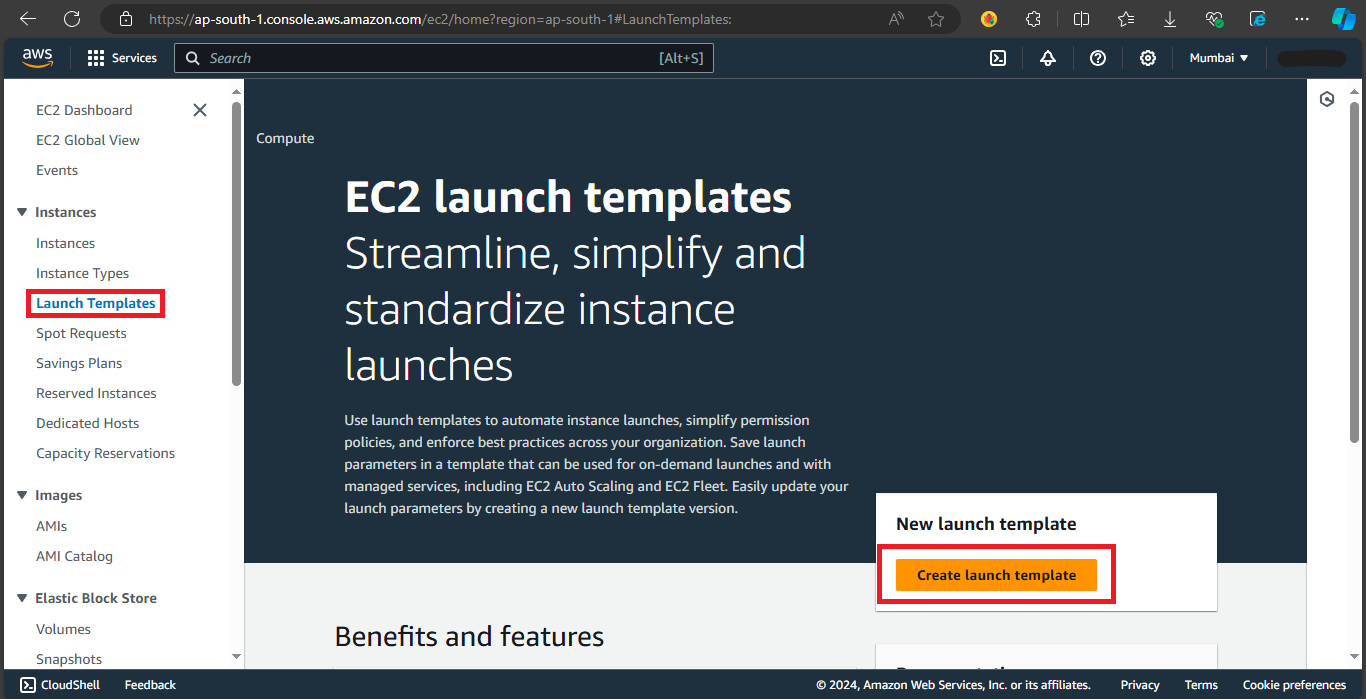 https://ap-south-1.console.aws.amazon.com/ec2/home?region=ap-south-1#LaunchTemplates:
aws
Services
Search
[Alt+S]
Mumbai
EC2 Dashboard
EC2 Global View
Events
Instances
Instances
Instance Types
Launch Templates
Spot Requests
Savings Plans
Reserved Instances
Dedicated Hosts
Capacity Reservations
Images
AMIs
AMI Catalog
Elastic Block Store
Volumes
Snapshots
Compute
EC2 launch templates
Streamline, simplify and
standardize instance
launches
Use launch templates to automate instance launches, simplify permission
policies, and enforce best practices across your organization. Save launch
parameters in a template that can be used for on-demand launches and with
managed services, including EC2 Auto Scaling and EC2 Fleet. Easily update your
launch parameters by creating a new launch template version.
New launch template
Create launch template
Benefits and features
CloudShell
Feedback
© 2024, Amazon Web Services, Inc. or its affiliates.
Privacy
Terms
Cookie preferences